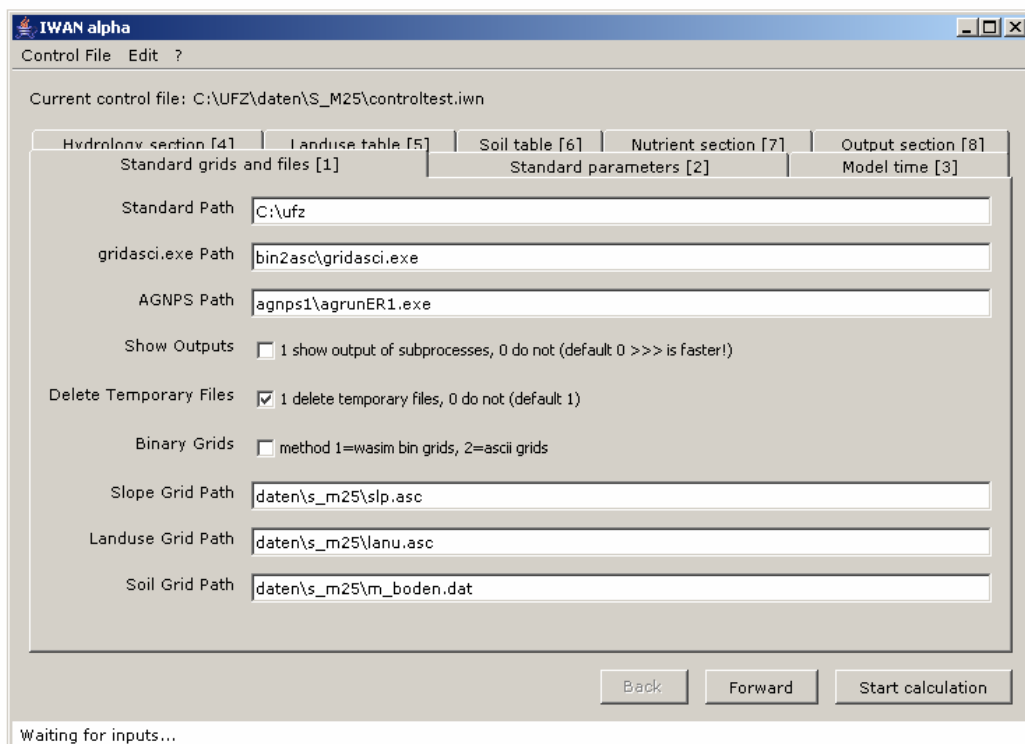 IWAN alpha
Control File Edit ?
Current control file: C:\UFZ\daten\S_M25\controltest.iwn
Hydrology section [4] Landuse table [5] Soil table [6] Nutrient section [7] Output section [8]
Standard grids and files [1] Standard parameters [2] Model time [3]
Standard Path C:\ufz
gridasci.exe Path bin2asc\gridasci.exe
AGNPS Path agnps1\agrunER1.exe
Show Outputs 1 show output of subprocesses, 0 do not (default 0 >>> is faster!)
Delete Temporary Files 1 delete temporary files, 0 do not (default 1)
Binary Grids method 1=wasim bin grids, 2=ascii grids
Slope Grid Path daten\s_m25\slp.asc
Landuse Grid Path daten\s_m25\lanu.asc
Soil Grid Path daten\s_m25\m_boden.dat
Back Forward Start calculation
Waiting for inputs...